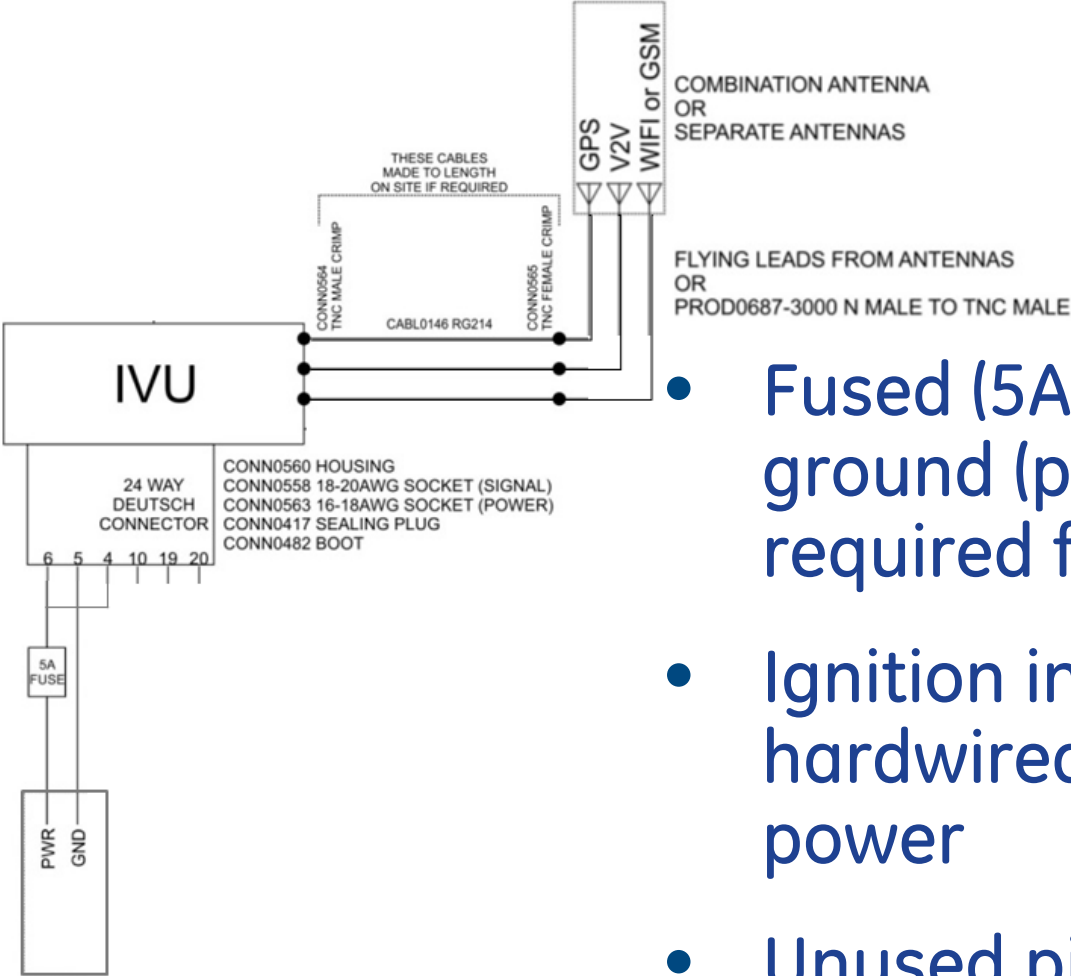 GPS
V2V
WIFI or GSM
COMBINATION ANTENNA
OR
SEPARATE ANTENNAS
THESE CABLES
MADE TO LENGTH
ON SITE IF REQUIRED
CONN0564
TNC MALE CRIMP
CONN0565
TNC FEMALE CRIMP
CABL0146 RG214
FLYING LEADS FROM ANTENNAS
OR
PROD0687-3000 N MALE TO TNC MALE
IVU
24 WAY
DEUTSCH
CONNECTOR
CONN0560 HOUSING
CONN0558 18-20AWG SOCKET (SIGNAL)
CONN0563 16-18AWG SOCKET (POWER)
CONN0417 SEALING PLUG
CONN0482 BOOT
6 5 4 10 19 20
5A
FUSE
PWR
GND
• Fused (5A
ground (p
required f
• Ignition in
hardwired
power
• Unused pi